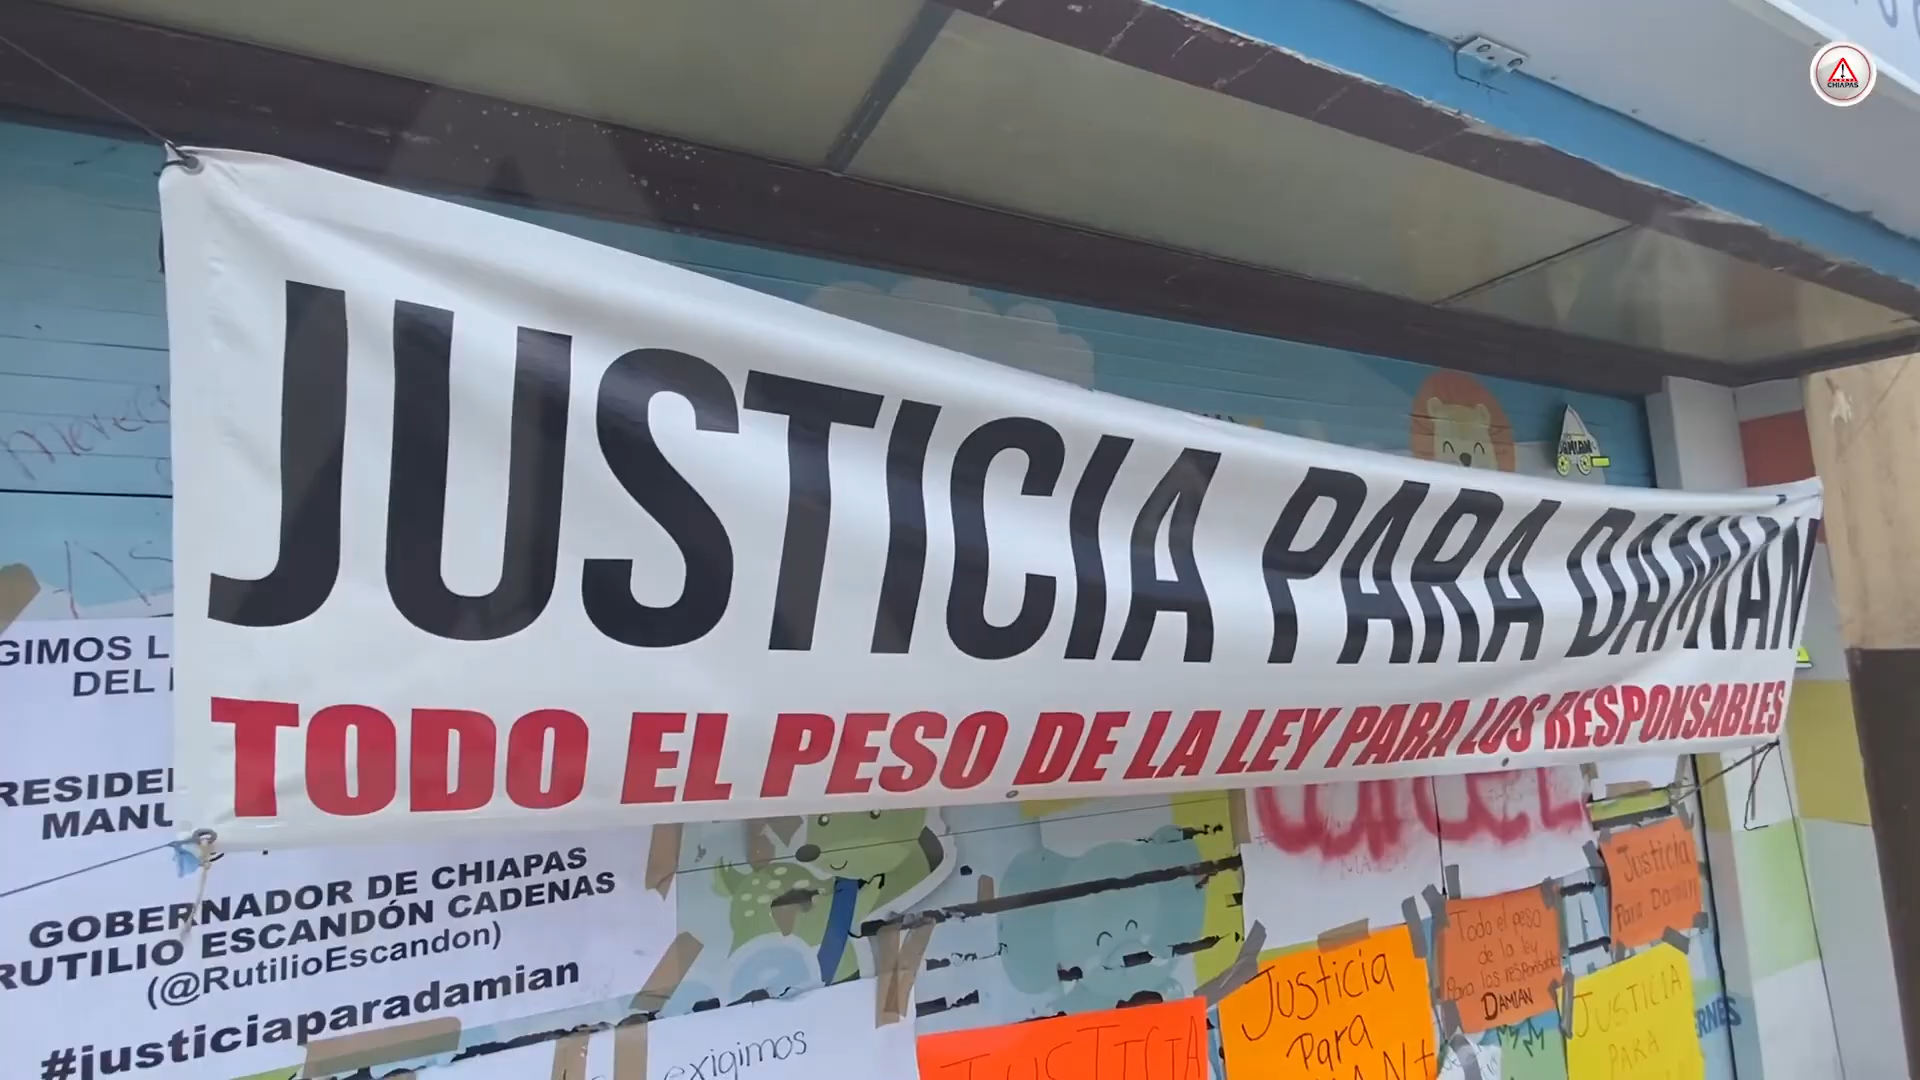 CHIAPAS
JUSTICIA PARA DAMIAN
TODO EL PESO DE LA LEY PARA LOS RESPONSABLES
GIMOS L
DEL
RESIDE
MANU
GOBERNADOR DE CHIAPAS
RUTILIO ESCANDÓN CADENAS
(@RutilioEscandon)
#justiciaparadamian
exigimos
JUSTICIA
Justicia
Para
Todo el peso
de la ley
Para los responsables
DAMIAN
Justicia
Para Damian
JUSTICIA
PARA
ERNES